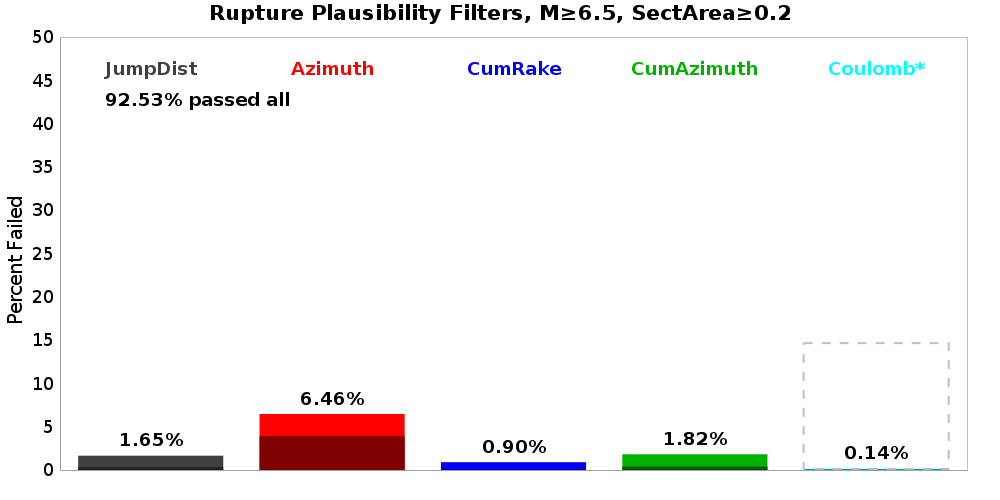 Rupture Plausibility Filters, M≥6.5, SectArea≥0.2
Percent Failed
50
45
40
35
30
25
20
15
10
5
0
JumpDist Azimuth CumRake CumAzimuth Coulomb*
92.53% passed all
1.65% 6.46% 0.90% 1.82% 0.14%